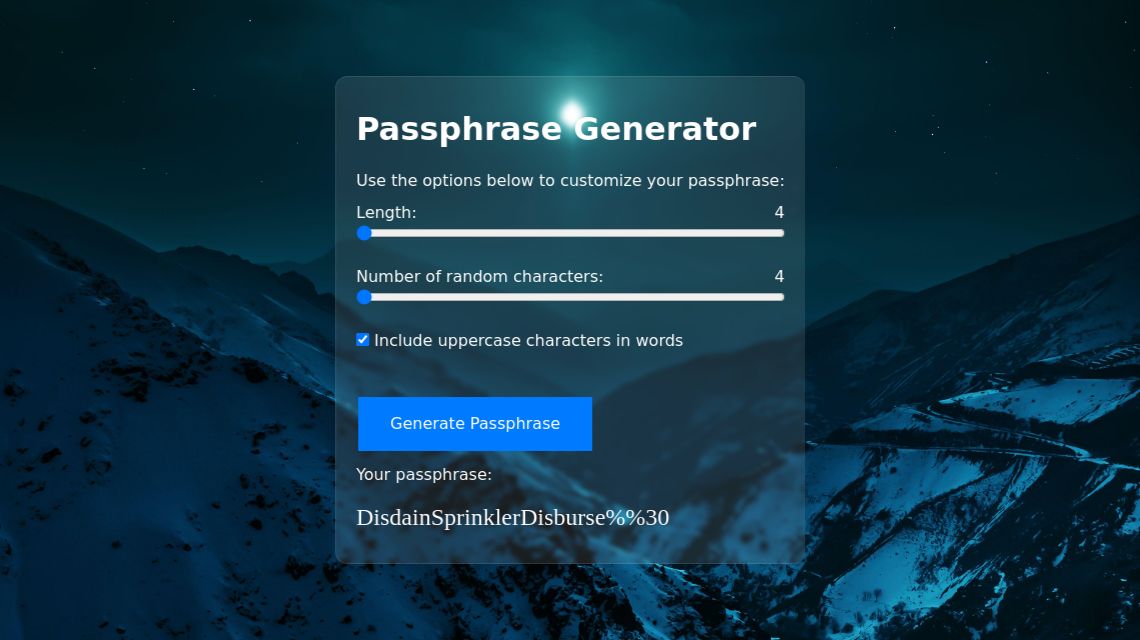 Passphrase Generator
Use the options below to customize your passphrase:
Length: 4
Number of random characters: 4
Include uppercase characters in words
Generate Passphrase
Your passphrase:
DisdainSprinklerDisburse%%30